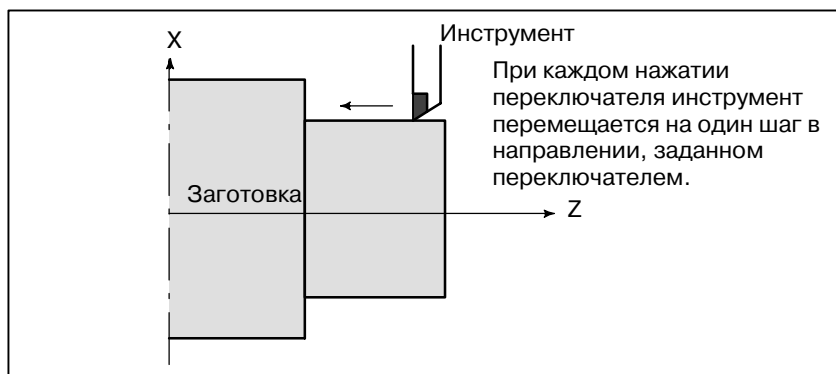 X
Инструмент
При каждом нажатии
переключателя инструмент
перемещается на один шаг в
направлении, заданном
переключателем.
Заготовка
Z